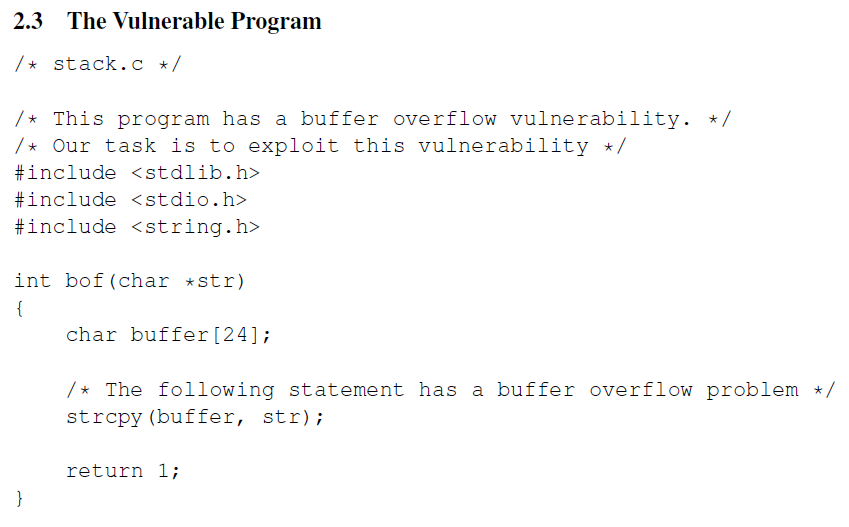 2.3 The Vulnerable Program
/* stack.c */
/* This program has a buffer overflow vulnerability. */
/* Our task is to exploit this vulnerability */
#include <stdlib.h>
#include <stdio.h>
#include <string.h>
int bof(char *str)
{
    char buffer[24];
    /* The following statement has a buffer overflow problem */
    strcpy(buffer, str);
    return 1;
}